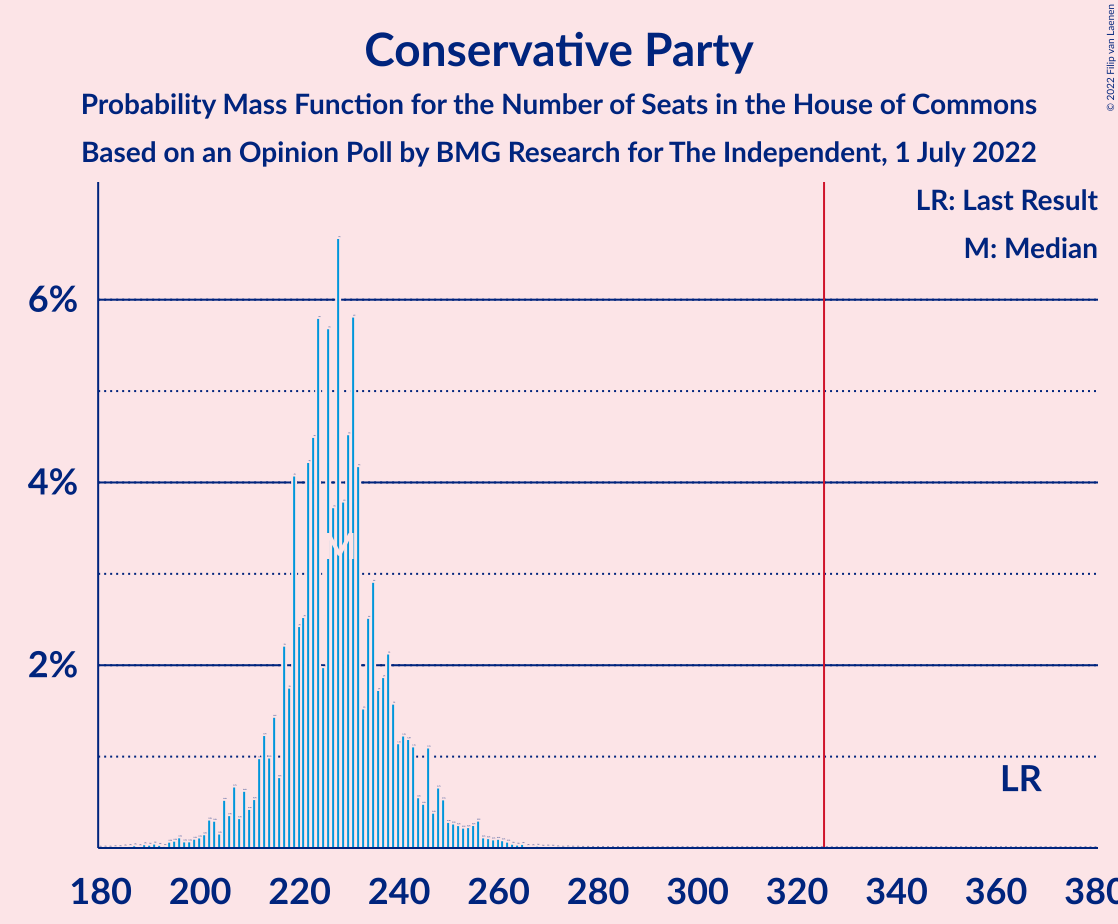 Conservative Party
Probability Mass Function for the Number of Seats in the House of Commons
Based on an Opinion Poll by BMG Research for The Independent, 1 July 2022
© 2022 Filip van Laenen
LR: Last Result
M: Median
6%
4%
2%
M
LR
180 200 220 240 260 280 300 320 340 360 380